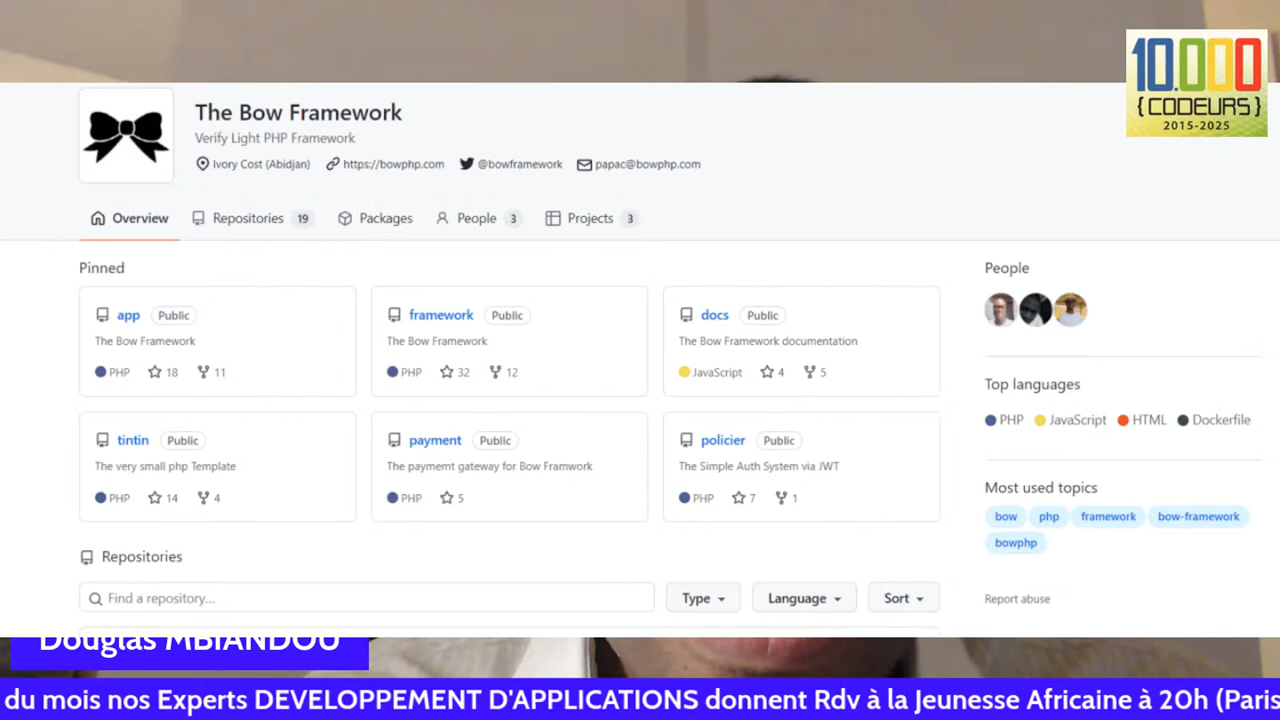 10.000
{CODEURS}
2015-2025
The Bow Framework
Verify Light PHP Framework
Ivory Cost (Abidjan) https://bowphp.com @bowframework papac@bowphp.com
Overview Repositories 19 Packages People 3 Projects 3
Pinned
app Public
The Bow Framework
PHP 18 11
framework Public
The Bow Framework
PHP 32 12
docs Public
The Bow Framework documentation
JavaScript 4 5
tintin Public
The very small php Template
PHP 14 4
payment Public
The paymemt gateway for Bow Framwork
PHP 5
policier Public
The Simple Auth System via JWT
PHP 7 1
Repositories
Find a repository...
Type Language Sort
People
Top languages
PHP JavaScript HTML Dockerfile
Most used topics
bow php framework bow-framework
bowphp
Report abuse
Douglas MBIANDOU
du mois nos Experts DEVELOPPEMENT D'APPLICATIONS donnent Rdv à la Jeunesse Africaine à 20h (Paris